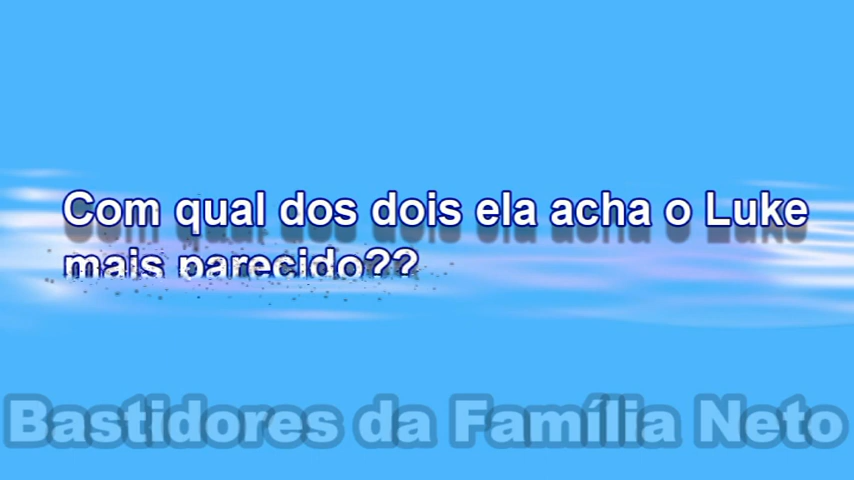 Com qual dos dois ela acha o Luke
mais parecido??
Bastidores da Família Neto